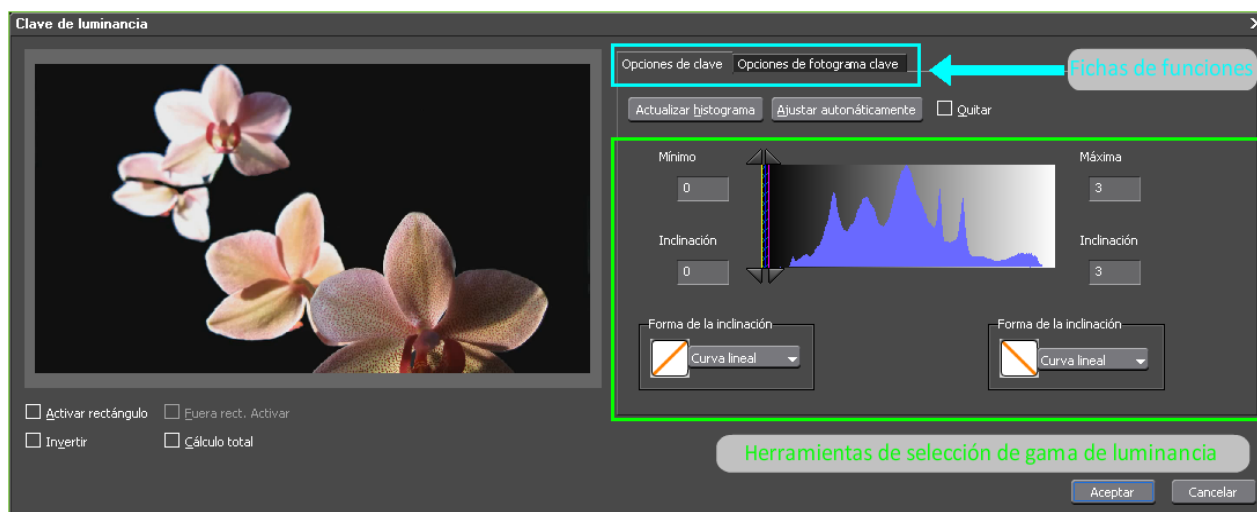 Clave de luminancia
Opciones de clave Opciones de fotograma clave
Fichas de funciones
Actualizar histograma Ajustar automáticamente Quitar
Mínimo Máxima
0 3
Inclinación Inclinación
0 3
Forma de la inclinación Forma de la inclinación
Curva lineal Curva lineal
Activar rectángulo Fuera rect. Activar
Invertir Cálculo total
Herramientas de selección de gama de luminancia
Aceptar Cancelar